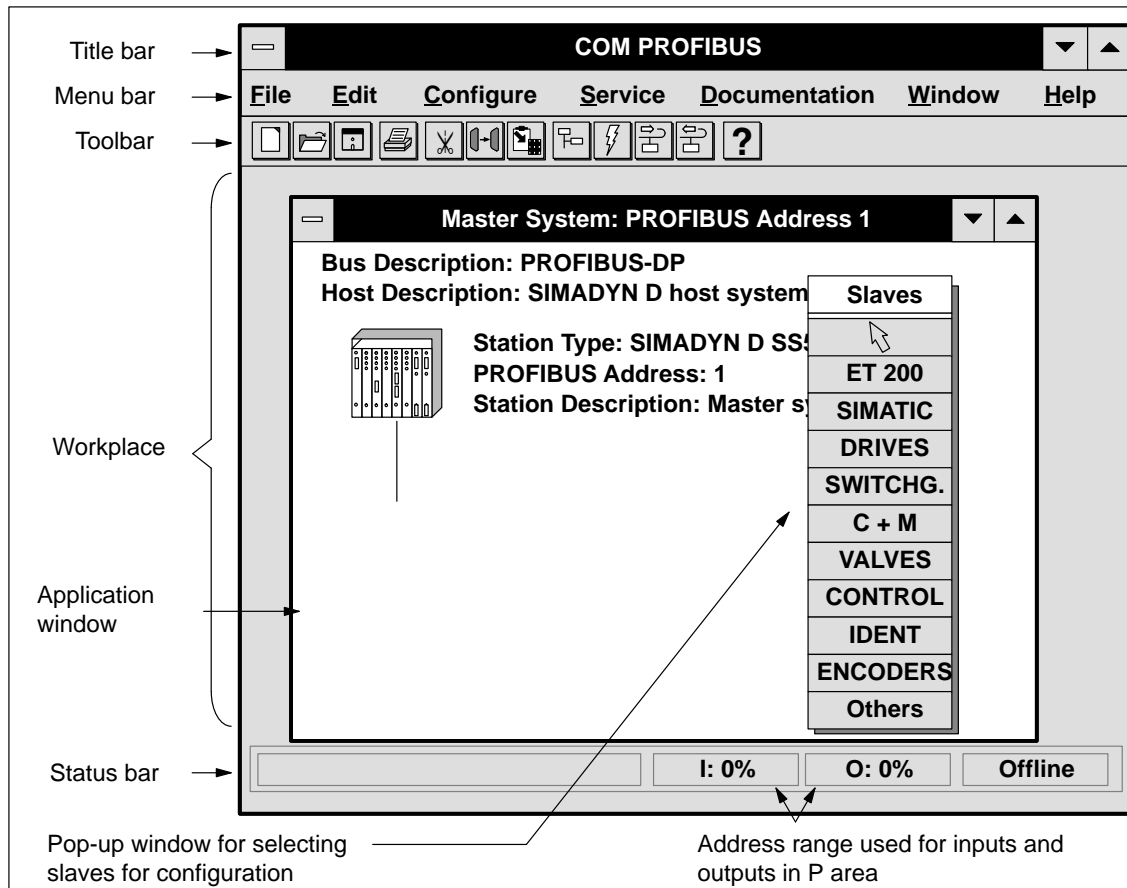 Title bar
COM PROFIBUS
Menu bar
File Edit Configure Service Documentation Window Help
Toolbar
?
Master System: PROFIBUS Address 1
Bus Description: PROFIBUS-DP
Host Description: SIMADYN D host system
Station Type: SIMADYN D SS5
PROFIBUS Address: 1
Station Description: Master sy
Slaves
ET 200
SIMATIC
DRIVES
SWITCHG.
C + M
VALVES
CONTROL
IDENT
ENCODERS
Others
Workplace
Application
window
Status bar
I: 0% O: 0% Offline
Pop-up window for selecting
slaves for configuration
Address range used for inputs and
outputs in P area